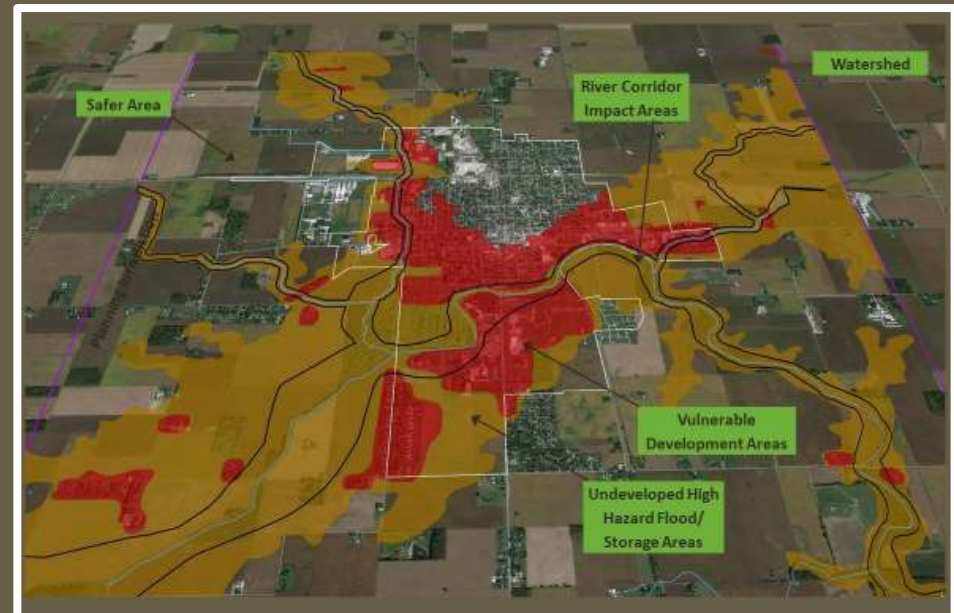 Watershed
River Corridor
Impact Areas
Safer Area
Vulnerable
Development Areas
Undeveloped High
Hazard Flood/
Storage Areas